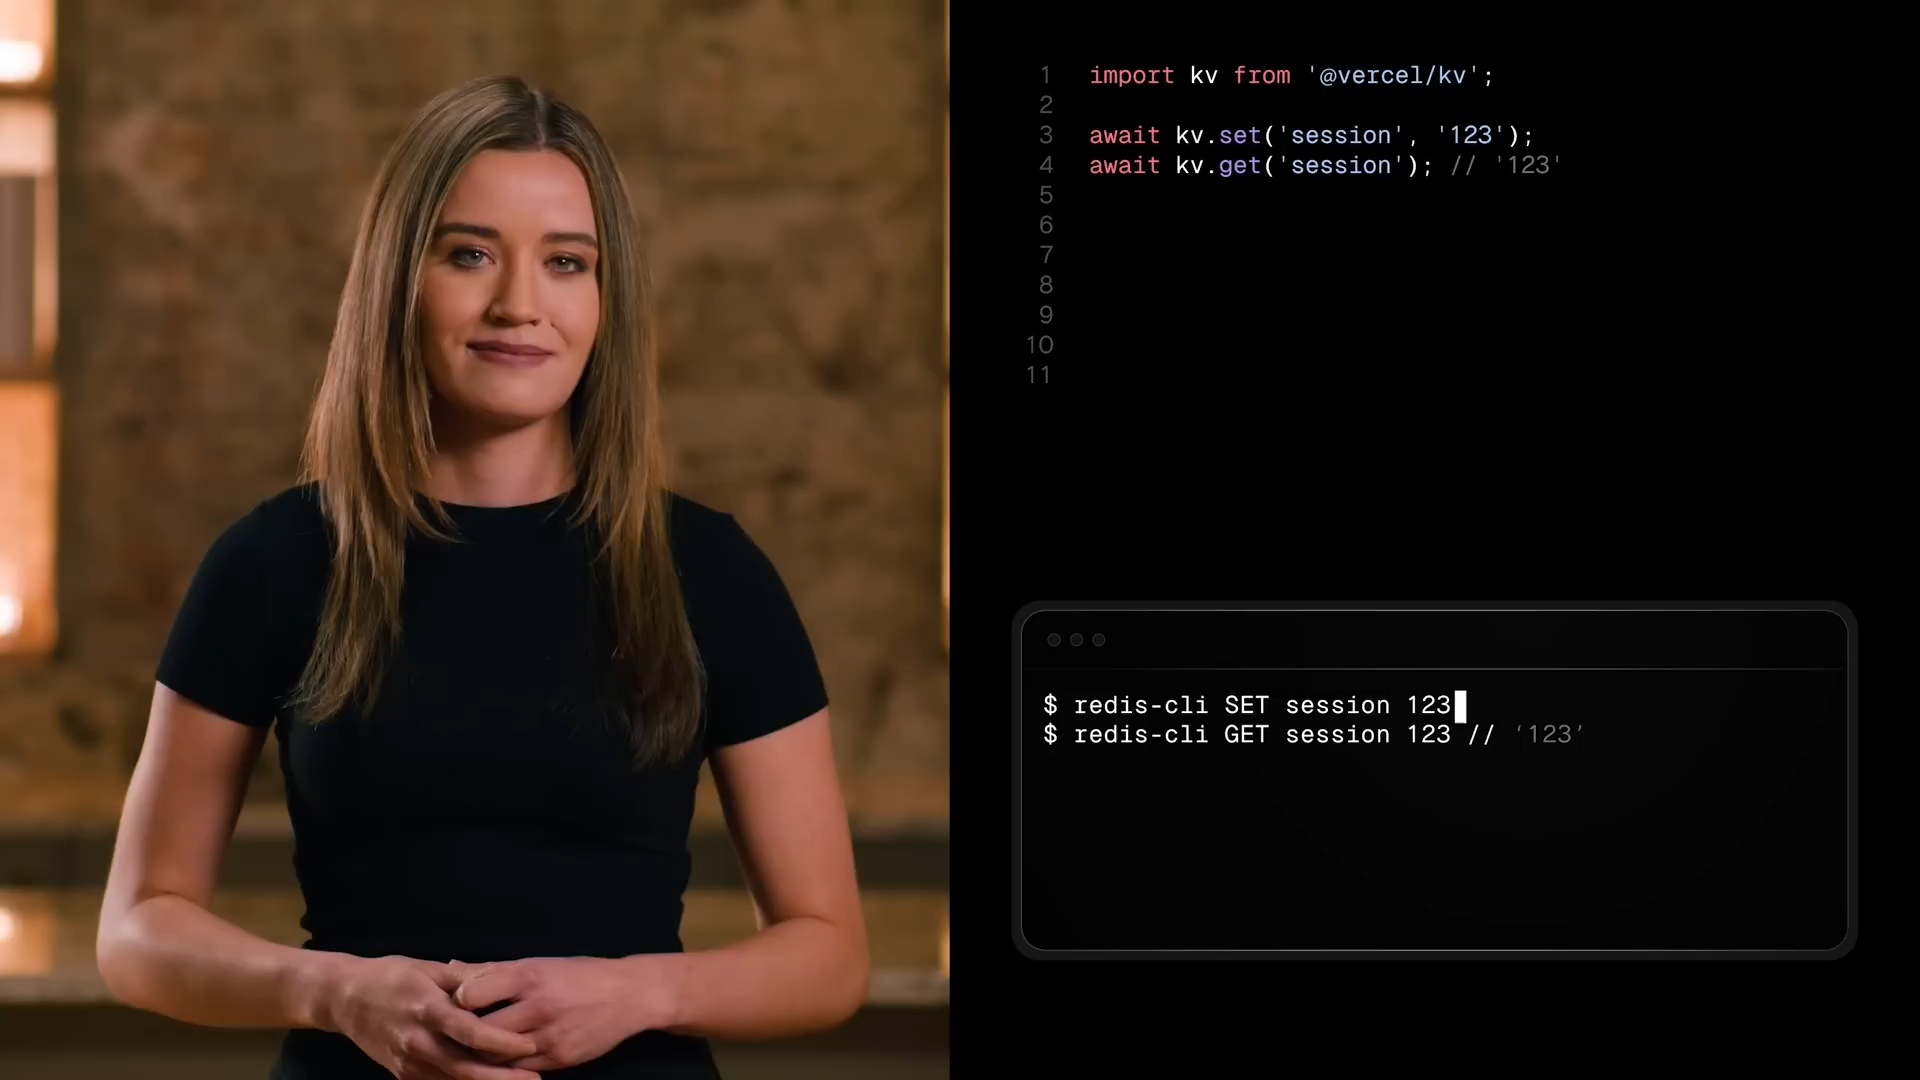 1 import kv from '@vercel/kv';
2
3 await kv.set('session', '123');
4 await kv.get('session'); // '123'
5
6
7
8
9
10
11
$ redis-cli SET session 123
$ redis-cli GET session 123 // ‘123’